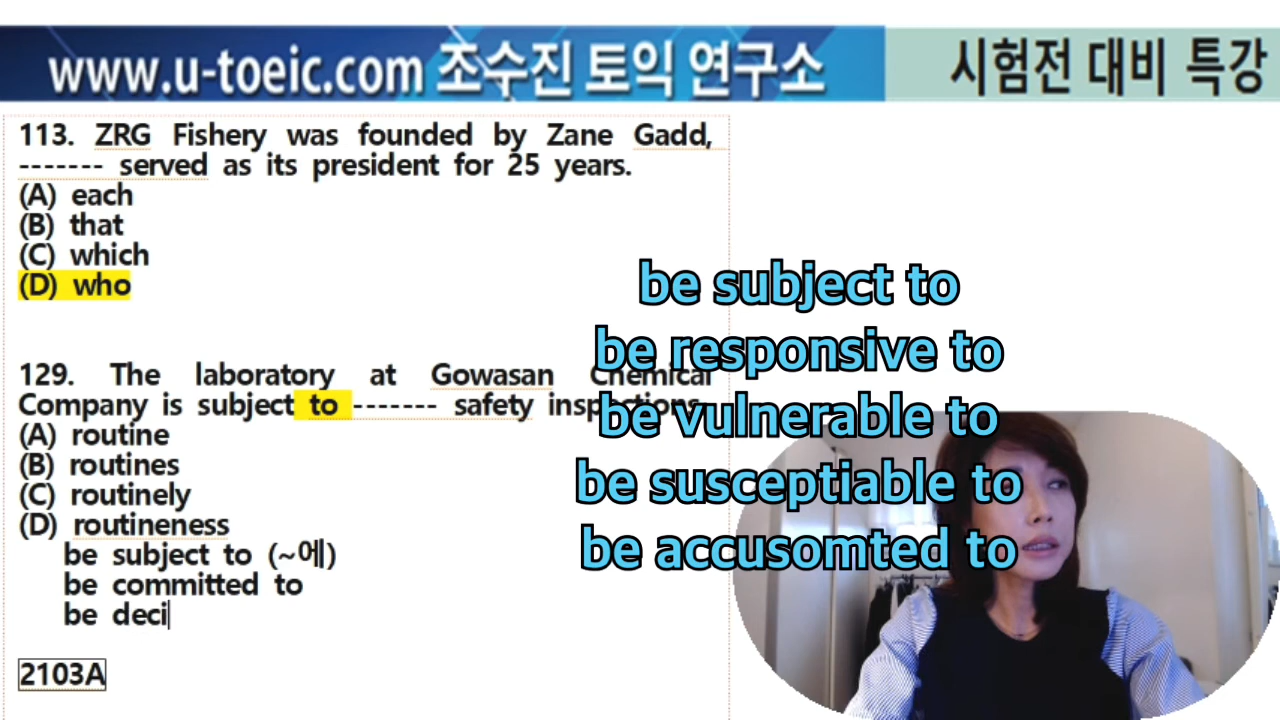 www.u-toeic.com 조수진 토익 연구소
시험전 대비 특강
113. ZRG Fishery was founded by Zane Gadd,
------- served as its president for 25 years.
(A) each
(B) that
(C) which
(D) who
129. The laboratory at Gowasan Chemical
Company is subject to ------- safety inspections.
(A) routine
(B) routines
(C) routinely
(D) routineness
be subject to (~에)
be committed to
be deci
2103A
be subject to
be responsive to
be vulnerable to
be susceptiable to
be accusomted to